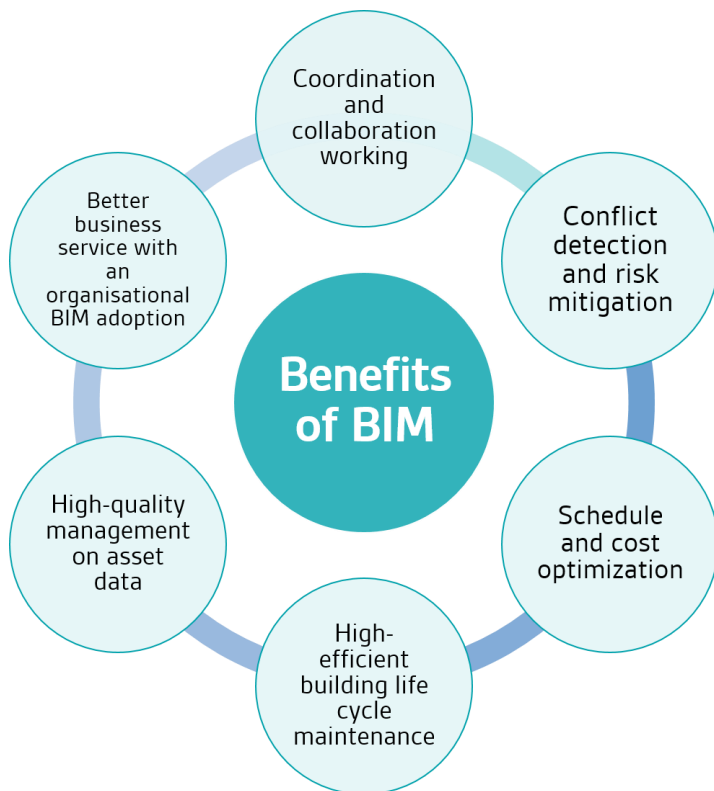 Coordination
and
collaboration
working
Conflict
detection
and risk
mitigation
Schedule
and cost
optimization
High-
efficient
building life
cycle
maintenance
High-quality
management
on asset
data
Better
business
service with
an
organisational
BIM adoption
Benefits
of BIM